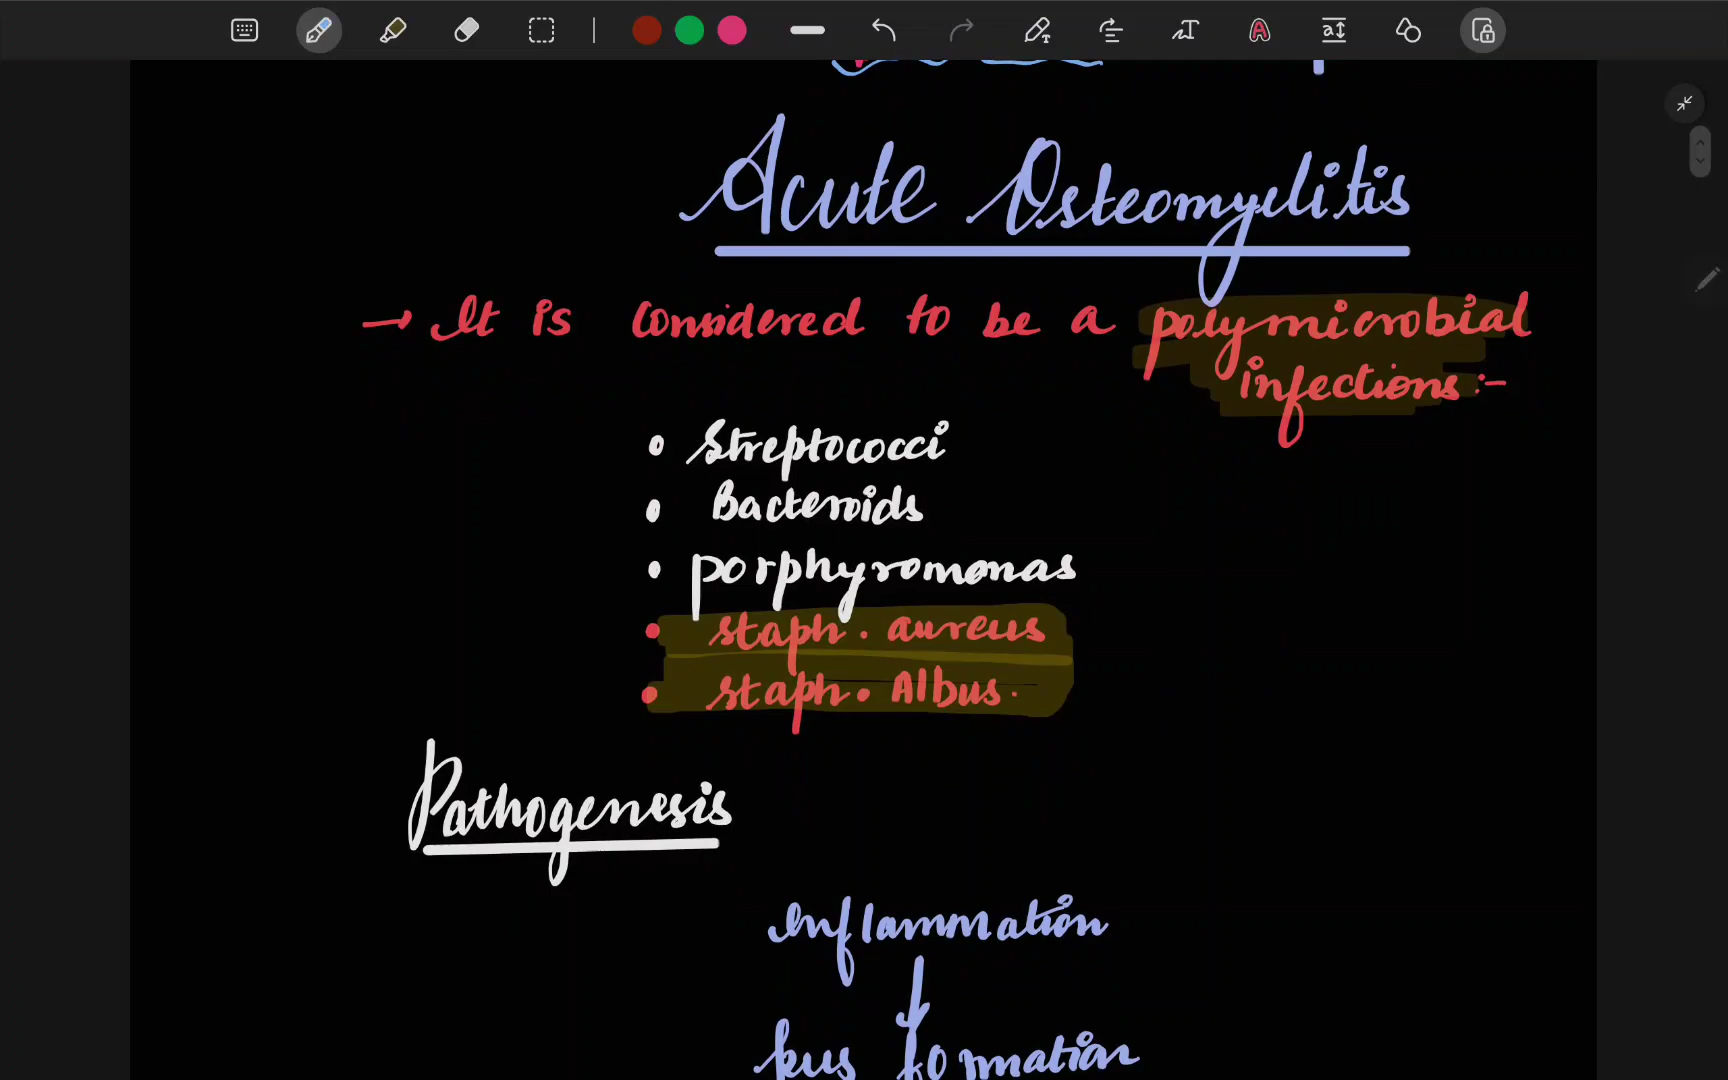 Acute Osteomyelitis
→ It is Considered to be a polymicrobial
infections :-
• Streptococci
• Bacteroids
• porphyromonas
• staph. aureus
• staph. Albus.
Pathogenesis
Inflammation
↓
pus formation